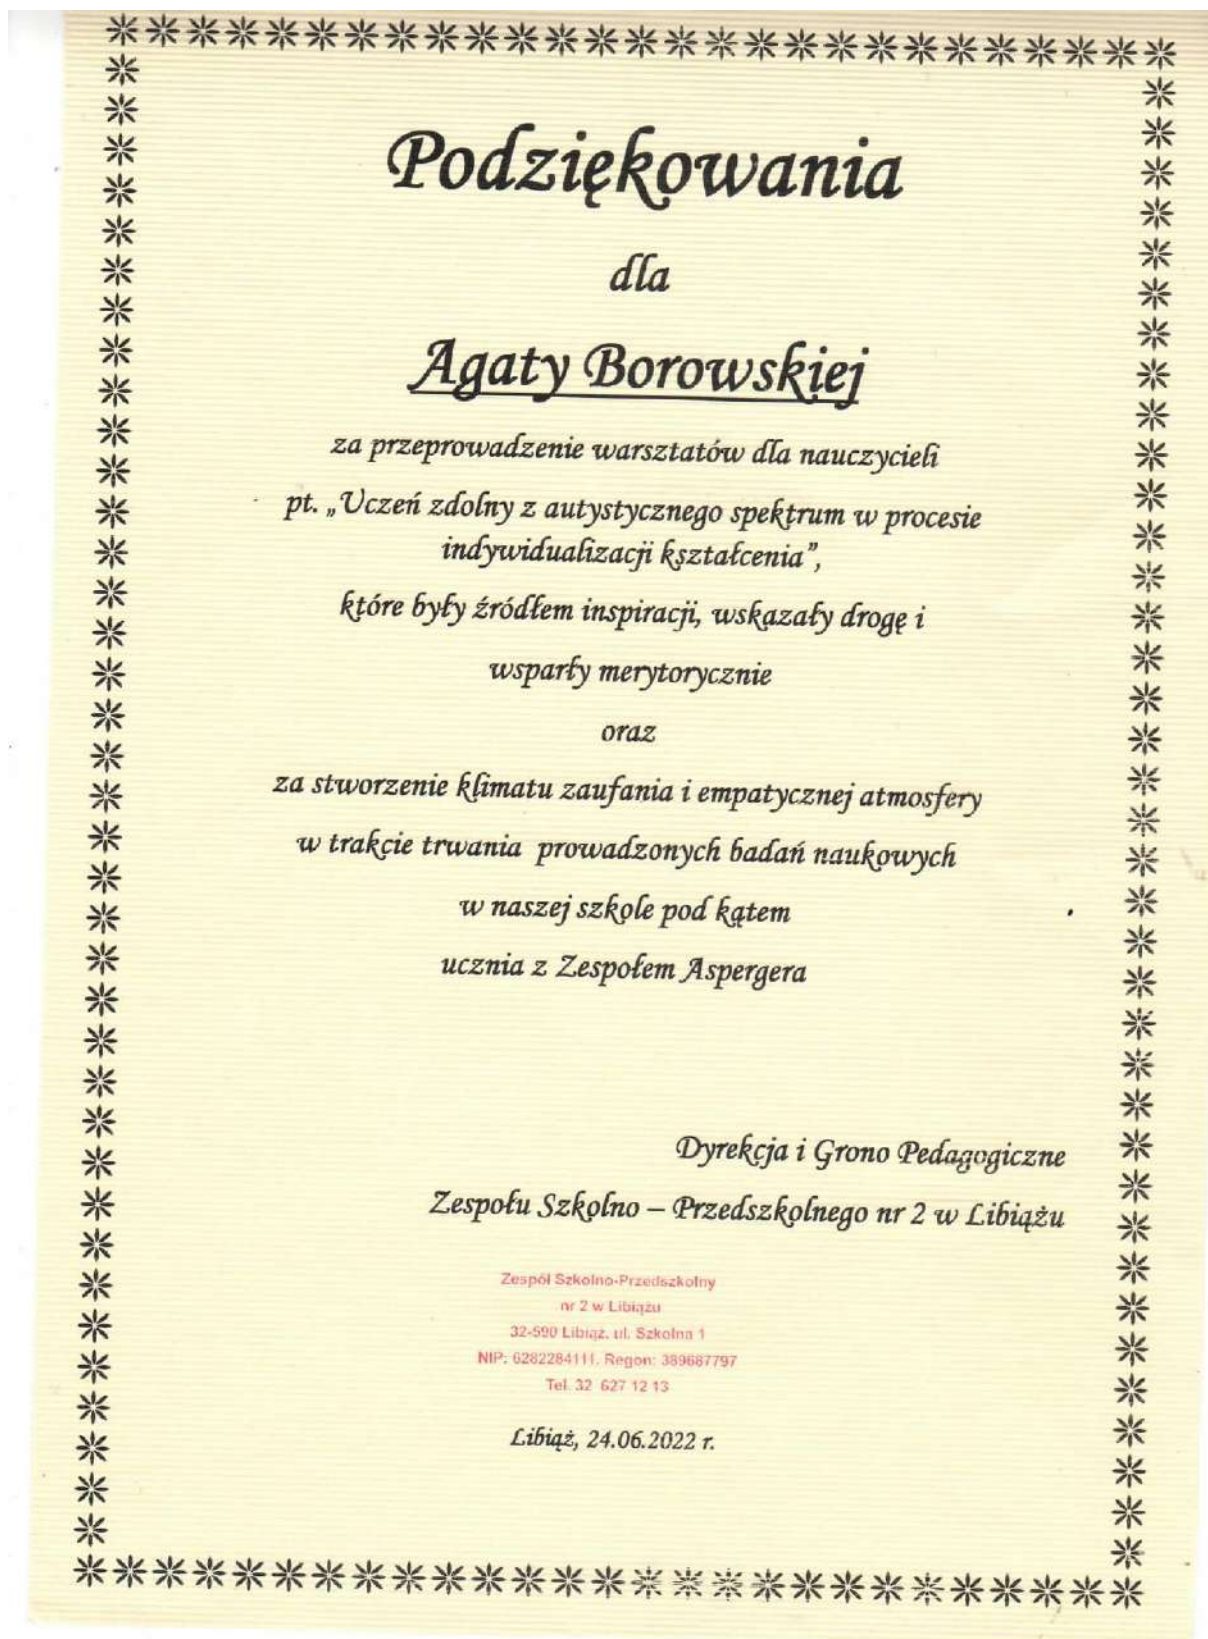 Podziękowania
dla
Agaty Borowskiej
za przeprowadzenie warsztatów dla nauczycieli
pt. „Uczeń zdolny z autystycznego spektrum w procesie
indywidualizacji kształcenia”,
które były źródłem inspiracji, wskazały drogę i
wsparły merytorycznie
oraz
za stworzenie klimatu zaufania i empatycznej atmosfery
w trakcie trwania prowadzonych badań naukowych
w naszej szkole pod kątem
ucznia z Zespołem Aspergera
Dyrekcja i Grono Pedagogiczne
Zespołu Szkolno – Przedszkolnego nr 2 w Libiążu
Zespół Szkolno-Przedszkolny
nr 2 w Libiążu
32-590 Libiąż, ul. Szkolna 1
NIP: 6282284111, Regon: 389687797
Tel. 32 627 12 13
Libiąż, 24.06.2022 r.